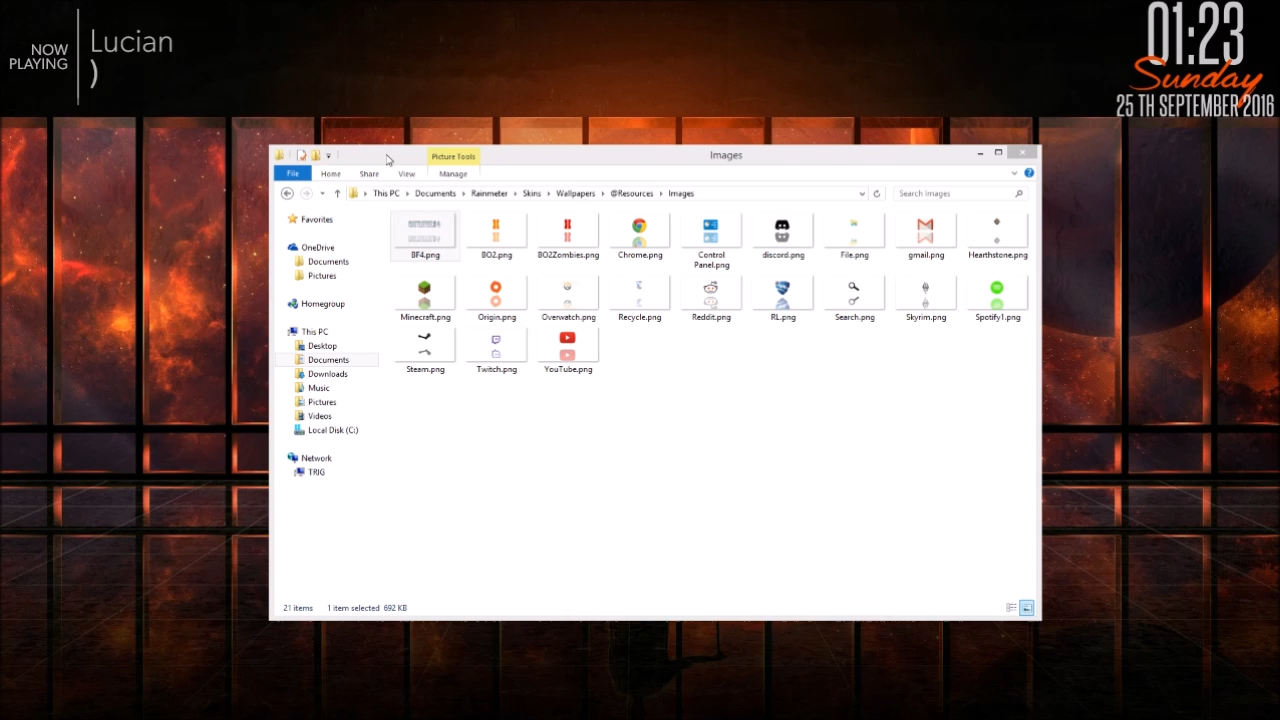 NOW
PLAYING
Lucian
)
01:23
Sunday
25 TH SEPTEMBER 2016
Picture Tools
Images
File
Home
Share
View
Manage
This PC
Documents
Rainmeter
Skins
Wallpapers
@Resources
Images
Search Images
Favorites
OneDrive
Documents
Pictures
Homegroup
This PC
Desktop
Documents
Downloads
Music
Pictures
Videos
Local Disk (C:)
Network
TRIG
BF4.png
BO2.png
BO2Zombies.png
Chrome.png
Control
Panel.png
discord.png
File.png
gmail.png
Hearthstone.png
Minecraft.png
Origin.png
Overwatch.png
Recycle.png
Reddit.png
RL.png
Search.png
Skyrim.png
Spotify1.png
Steam.png
Twitch.png
YouTube.png
21 items
1 item selected 692 KB